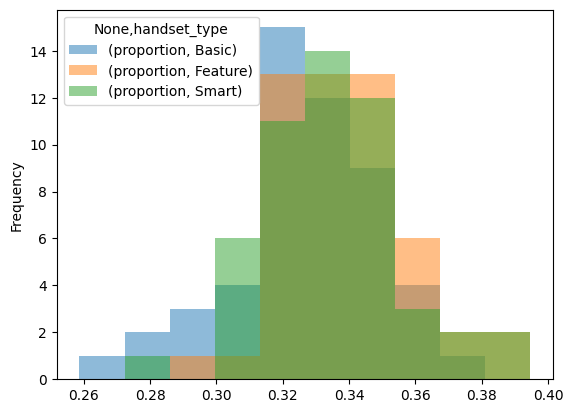 None,handset_type
(proportion, Basic)
(proportion, Feature)
(proportion, Smart)
Frequency
14
12
10
8
6
4
2
0
0.26 0.28 0.30 0.32 0.34 0.36 0.38 0.40